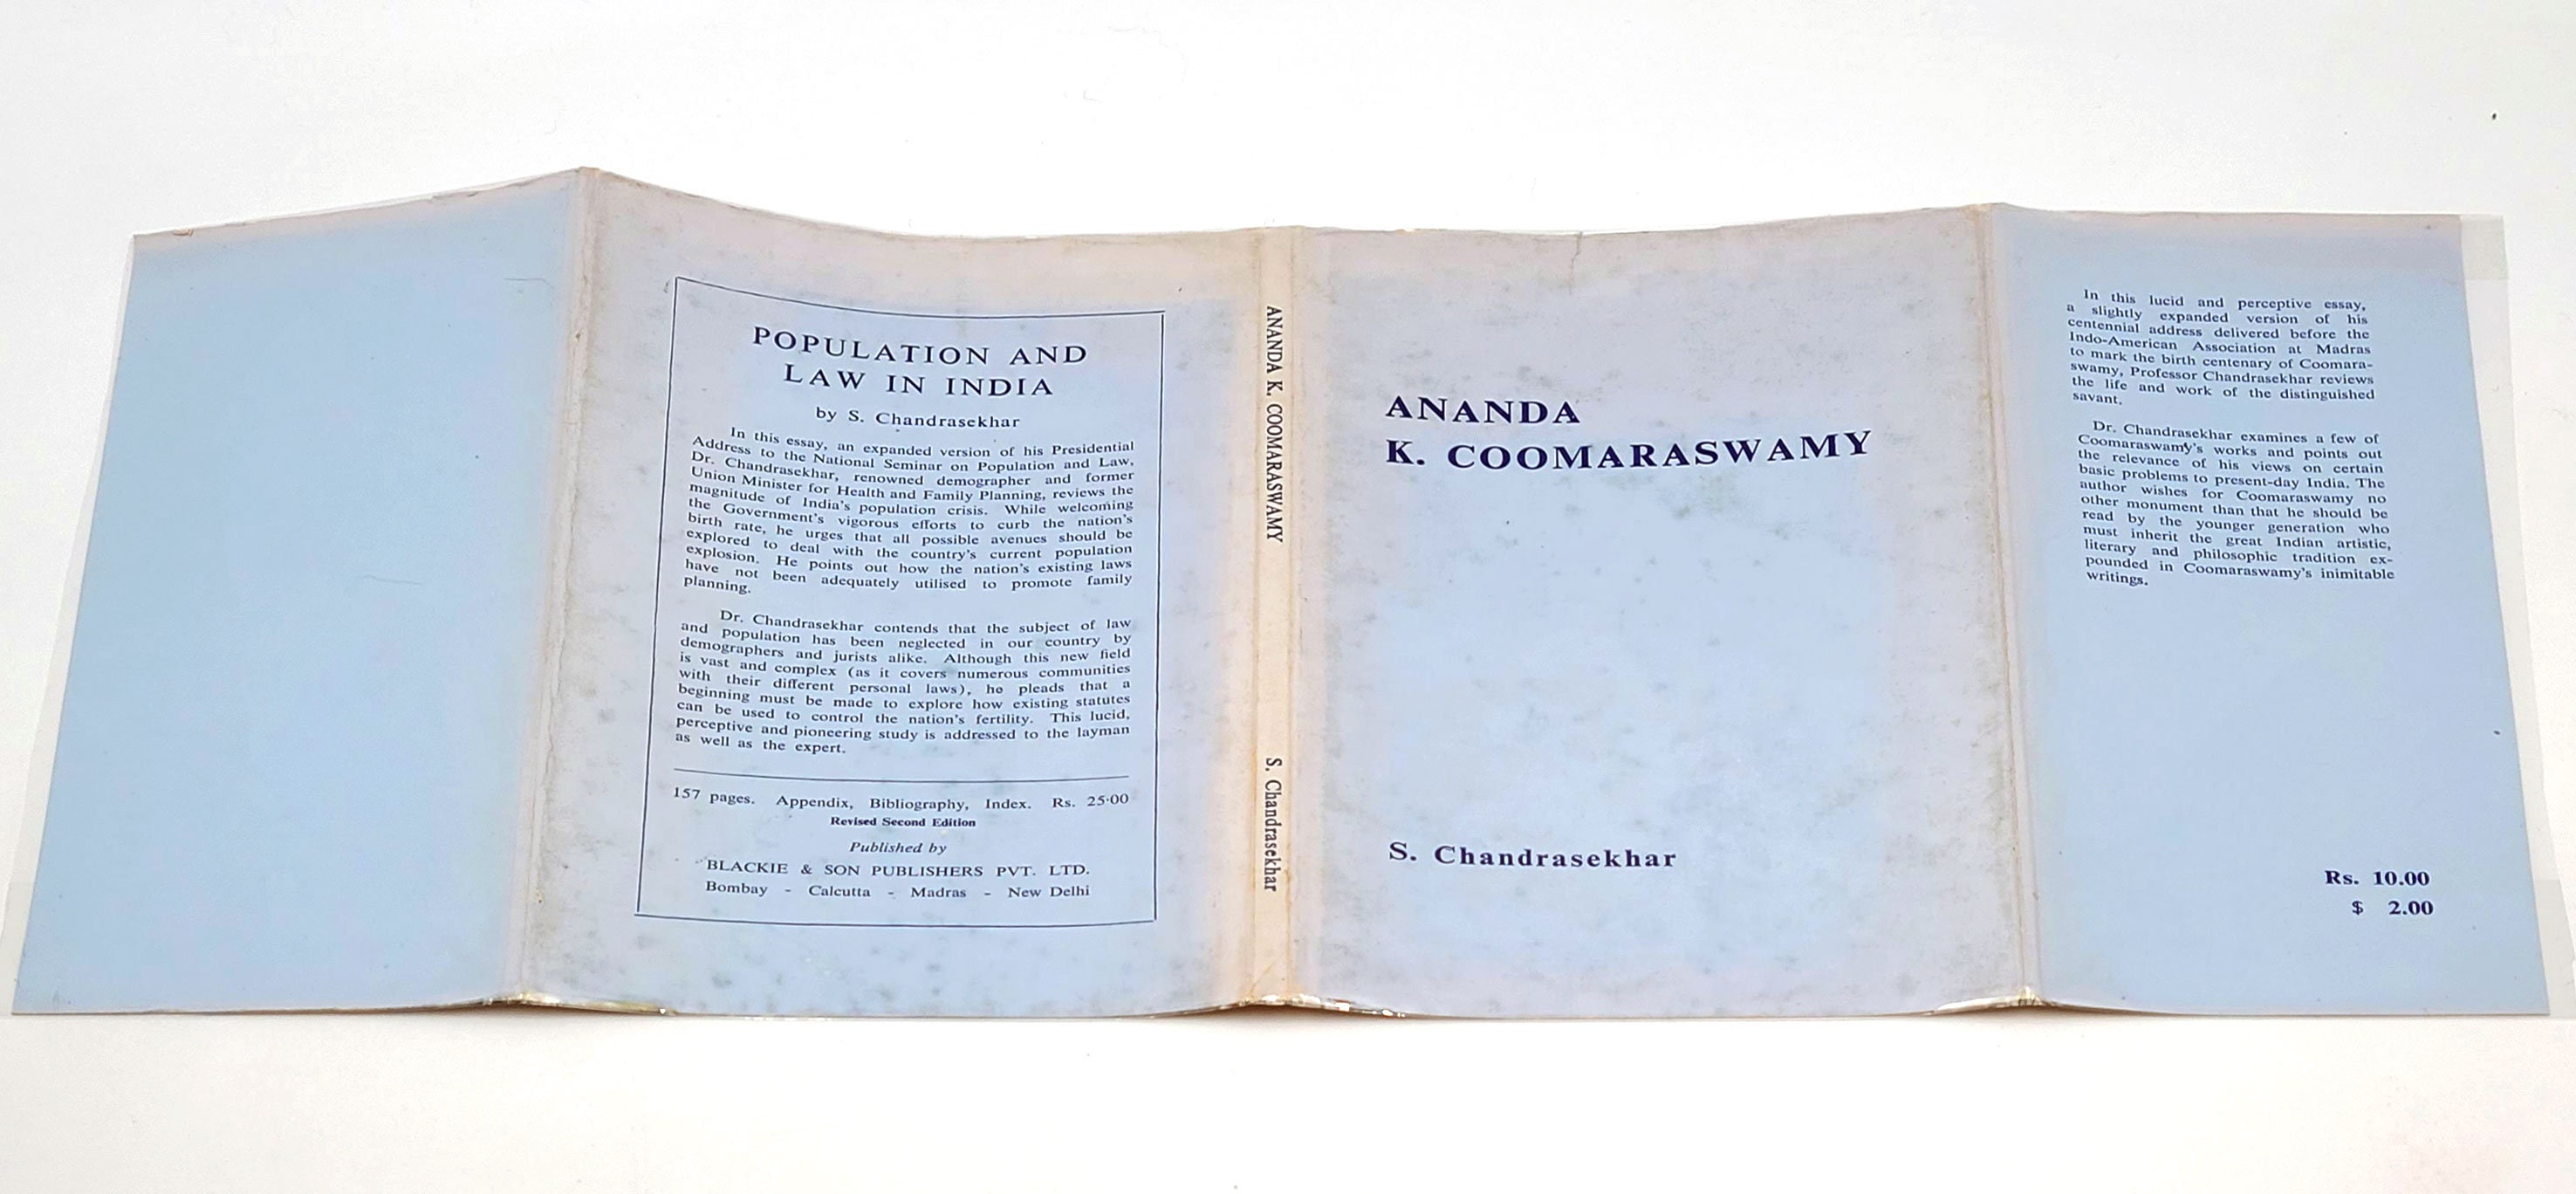 POPULATION AND
LAW IN INDIA
by S. Chandrasekhar
In this essay, an expanded version of his Presidential
Address to the National Seminar on Population and Law,
Dr. Chandrasekhar, renowned demographer and former
Union Minister for Health and Family Planning, reviews the
magnitude of India's population crisis. While welcoming
the Government's vigorous efforts to curb the nation's
birth rate, he urges that all possible avenues should be
explored to deal with the country's current population
explosion. He points out how the nation's existing laws
have not been adequately utilised to promote family
planning.
Dr. Chandrasekhar contends that the subject of law
and population has been neglected in our country by
demographers and jurists alike. Although this new field
is vast and complex (as it covers numerous communities
with their different personal laws), he pleads that a
beginning must be made to explore how existing statutes
can be used to control the nation's fertility. This lucid,
perceptive and pioneering study is addressed to the layman
as well as the expert.
157 pages. Appendix, Bibliography, Index. Rs. 25·00
Revised Second Edition
Published by
BLACKIE & SON PUBLISHERS PVT. LTD.
Bombay - Calcutta - Madras - New Delhi
ANANDA K. COOMARASWAMY
S. Chandrasekhar
ANANDA
K. COOMARASWAMY
S. Chandrasekhar
In this lucid and perceptive essay,
a slightly expanded version of his
centennial address delivered before the
Indo-American Association at Madras
to mark the birth centenary of Coomara-
swamy, Professor Chandrasekhar reviews
the life and work of the distinguished
savant.
Dr. Chandrasekhar examines a few of
Coomaraswamy's works and points out
the relevance of his views on certain
basic problems to present-day India. The
author wishes for Coomaraswamy no
other monument than that he should be
read by the younger generation who
must inherit the great Indian artistic,
literary and philosophic tradition ex-
pounded in Coomaraswamy's inimitable
writings.
Rs. 10.00
$ 2.00